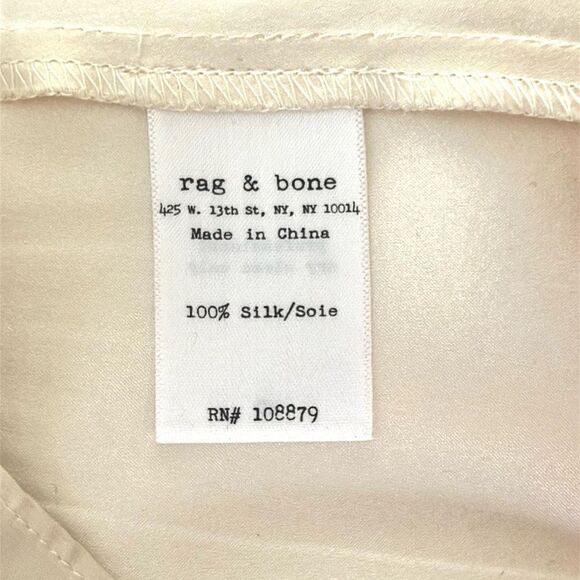 rag & bone
425 W. 13th St, NY, NY 10014
Made in China
100% Silk/Soie
RN# 108879